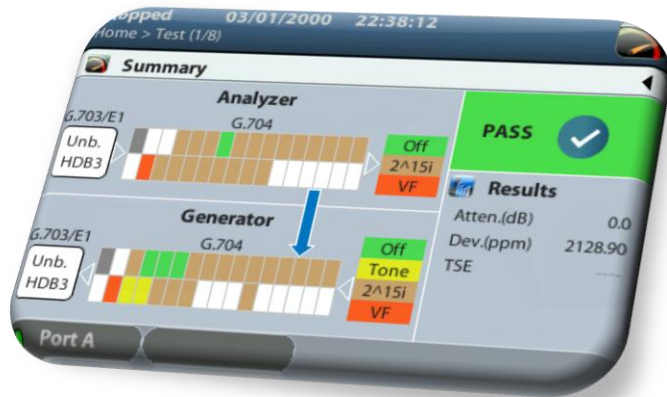 03/01/2000 22:38:12
Home > Test (1/8)
Summary
Analyzer
G.703/E1
G.704
Unb.
HDB3
Off
2^15i
VF
PASS
Results
Atten.(dB) 0.0
Dev.(ppm) 2128.90
TSE ----
Generator
G.703/E1
G.704
Unb.
HDB3
Off
Tone
2^15i
VF
Port A